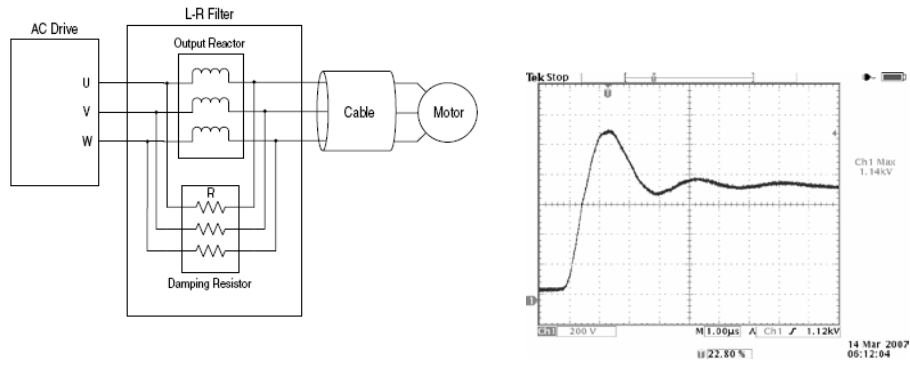 L-R Filter
AC Drive
Output Reactor
U
V
W
Cable
Motor
R
Damping Resistor
Tek Stop
Ch1 Max
1.14kV
1
Ch1 200 V M 1.00µs A Ch1 1.12kV
22.80 %
14 Mar 2007
06:12:04